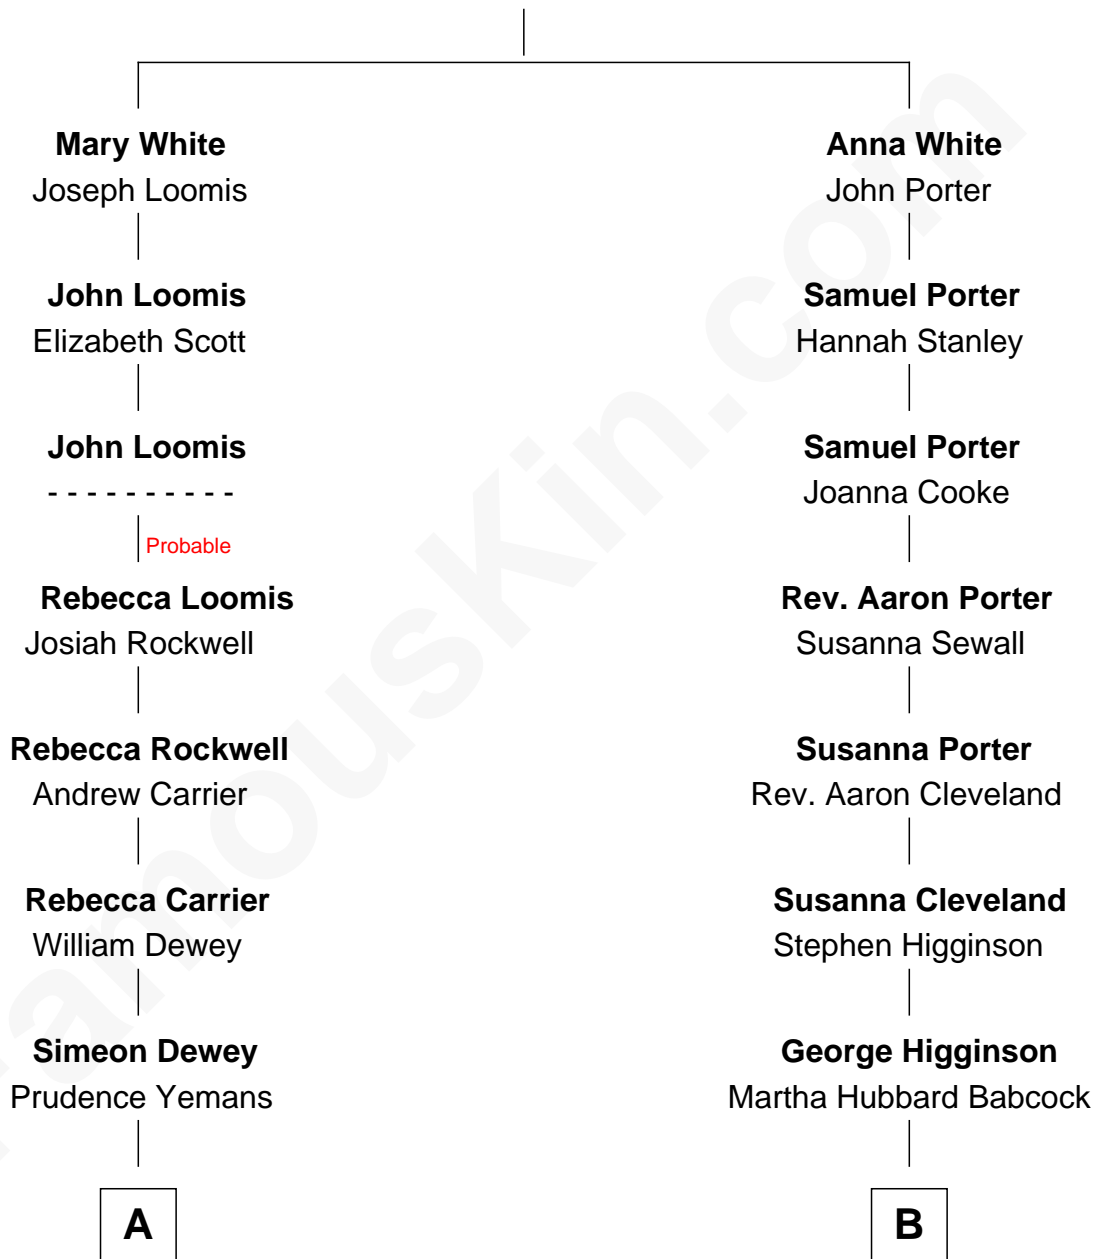 Mary White
Joseph Loomis
John Loomis
Elizabeth Scott
John Loomis
- - - - - - - - - -
Probable
Rebecca Loomis
Josiah Rockwell
Rebecca Rockwell
Andrew Carrier
Rebecca Carrier
William Dewey
Simeon Dewey
Prudence Yemans
A
Anna White
John Porter
Samuel Porter
Hannah Stanley
Samuel Porter
Joanna Cooke
Rev. Aaron Porter
Susanna Sewall
Susanna Porter
Rev. Aaron Cleveland
Susanna Cleveland
Stephen Higginson
George Higginson
Martha Hubbard Babcock
B
FamousKin.com